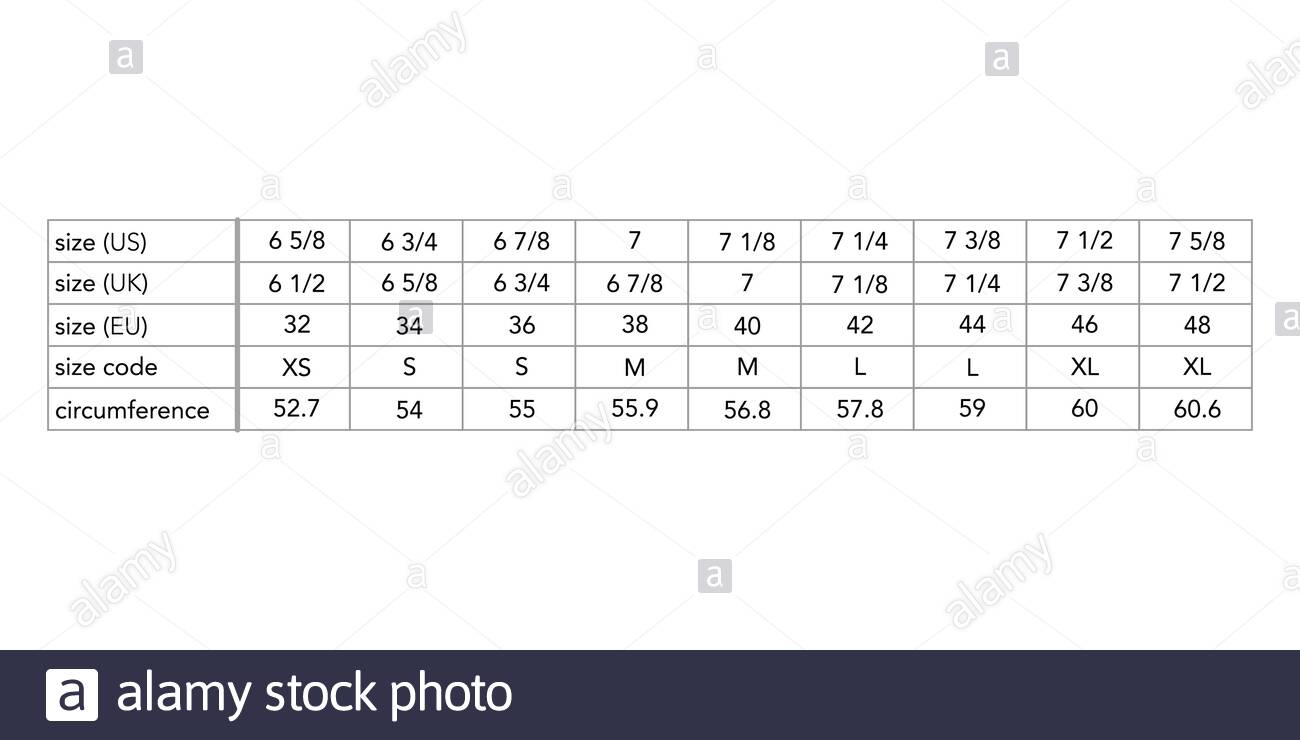 size (US) 6 5/8 6 3/4 6 7/8 7 7 1/8 7 1/4 7 3/8 7 1/2 7 5/8
size (UK) 6 1/2 6 5/8 6 3/4 6 7/8 7 7 1/8 7 1/4 7 3/8 7 1/2
size (EU) 32 34 36 38 40 42 44 46 48
size code XS S S M M L L XL XL
circumference 52.7 54 55 55.9 56.8 57.8 59 60 60.6
a alamy stock photo